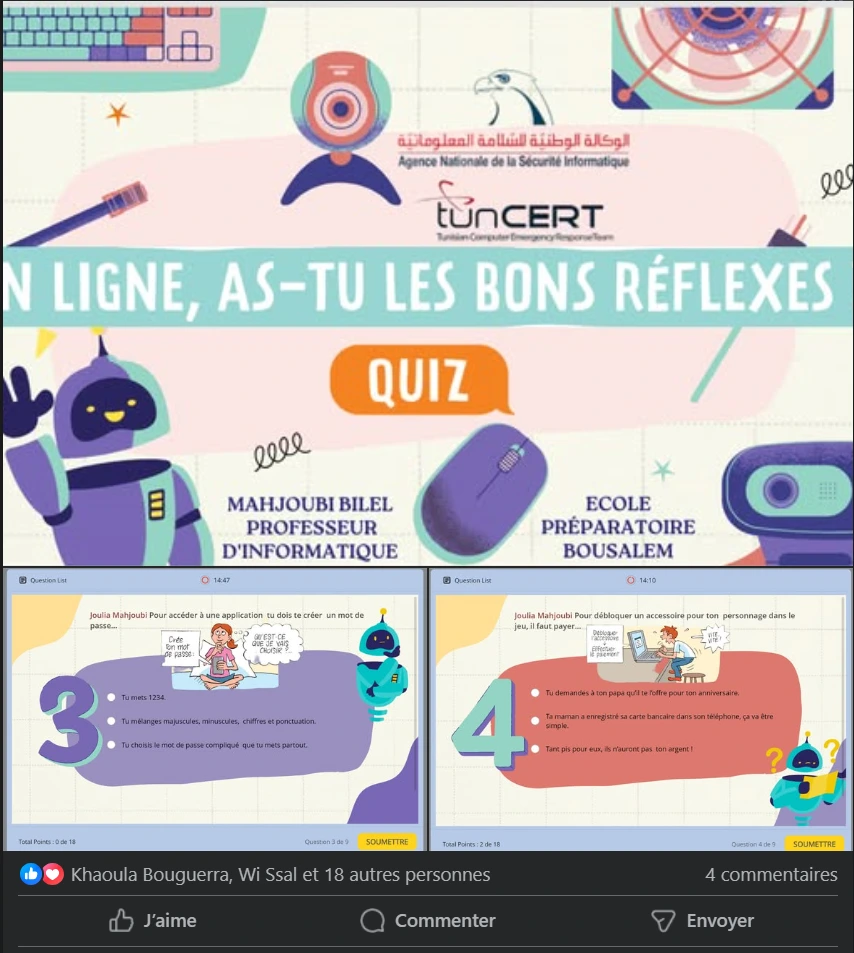 الوكالة الوطنيّة للسّلامة المعلوماتيّة
Agence Nationale de la Sécurité Informatique
tunCERT
Tunisian Computer Emergency Response Team
N LIGNE, AS-TU LES BONS RÉFLEXES
QUIZ
MAHJOUBI BILEL
PROFESSEUR
D'INFORMATIQUE
ECOLE
PRÉPARATOIRE
BOUSALEM
Question List
14:47
Joulia Mahjoubi Pour accéder à une application tu dois te créer un mot de
passe...
Crée
ton mot
de passe
QU'EST-CE
QUE JE VAIS
CHOISIR ?
3
Tu mets 1234.
Tu mélanges majuscules, minuscules, chiffres et ponctuation.
Tu choisis le mot de passe compliqué que tu mets partout.
Total Points : 0 de 18
Question 3 de 9
SOUMETTRE
Question List
14:10
Joulia Mahjoubi Pour débloquer un accessoire pour ton personnage dans le
jeu, il faut payer...
Débloquer
l'accessoire
Effectuer
le paiement
VITE
VITE !
4
Tu demandes à ton papa qu'il te l'offre pour ton anniversaire.
Ta maman a enregistré sa carte bancaire dans son téléphone, ça va être
simple.
Tant pis pour eux, ils n'auront pas ton argent !
? ?
Total Points : 2 de 18
Question 4 de 9
SOUMETTRE
Khaoula Bouguerra, Wi Ssal et 18 autres personnes
4 commentaires
J'aime
Commenter
Envoyer